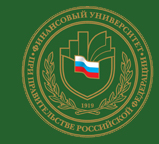 ФИНАНСОВЫЙ УНИВЕРСИТЕТ
ПРИ ПРАВИТЕЛЬСТВЕ РОССИЙСКОЙ ФЕДЕРАЦИИ
1919